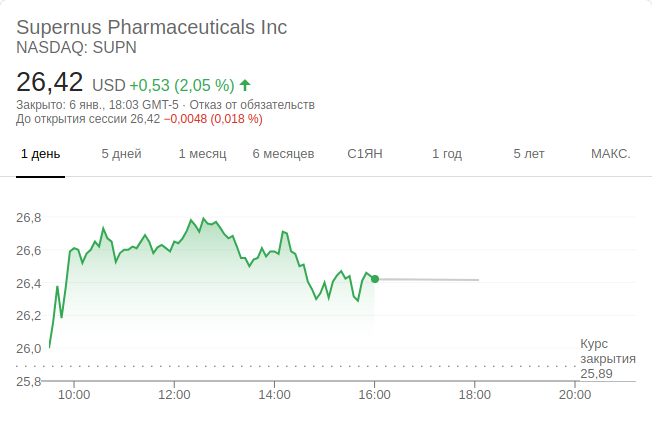 Supernus Pharmaceuticals Inc
NASDAQ: SUPN
26,42 USD +0,53 (2,05 %)
Закрыто: 6 янв., 18:03 GMT-5 · Отказ от обязательств
До открытия сессии 26,42 −0,0048 (0,018 %)
1 день 5 дней 1 месяц 6 месяцев С1ЯН 1 год 5 лет МАКС.
26,8
26,6
26,4
26,2
26,0
25,8
Курс
закрытия
25,89
10:00 12:00 14:00 16:00 18:00 20:00